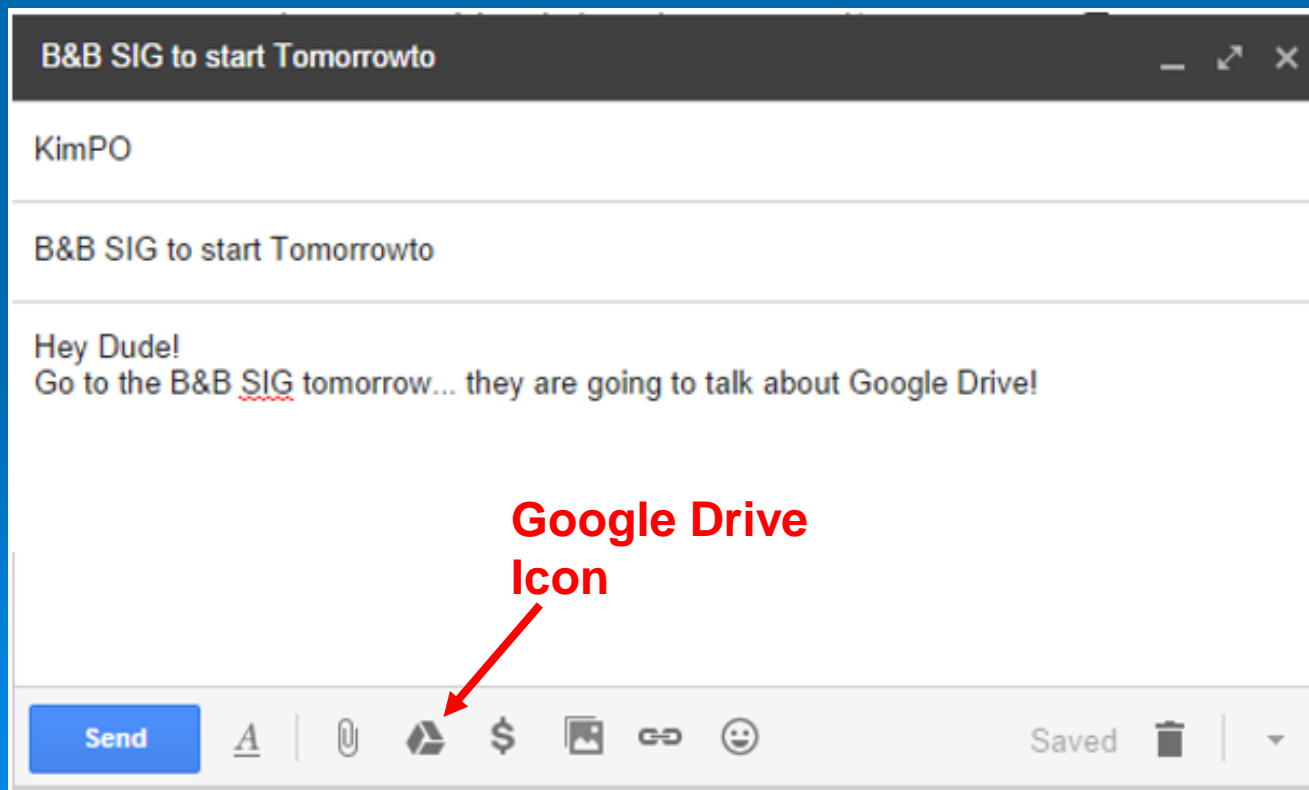 B&B SIG to start Tomorrowto
KimPO
B&B SIG to start Tomorrowto
Hey Dude!
Go to the B&B SIG tomorrow... they are going to talk about Google Drive!
Google Drive
Icon
Send A $ Saved